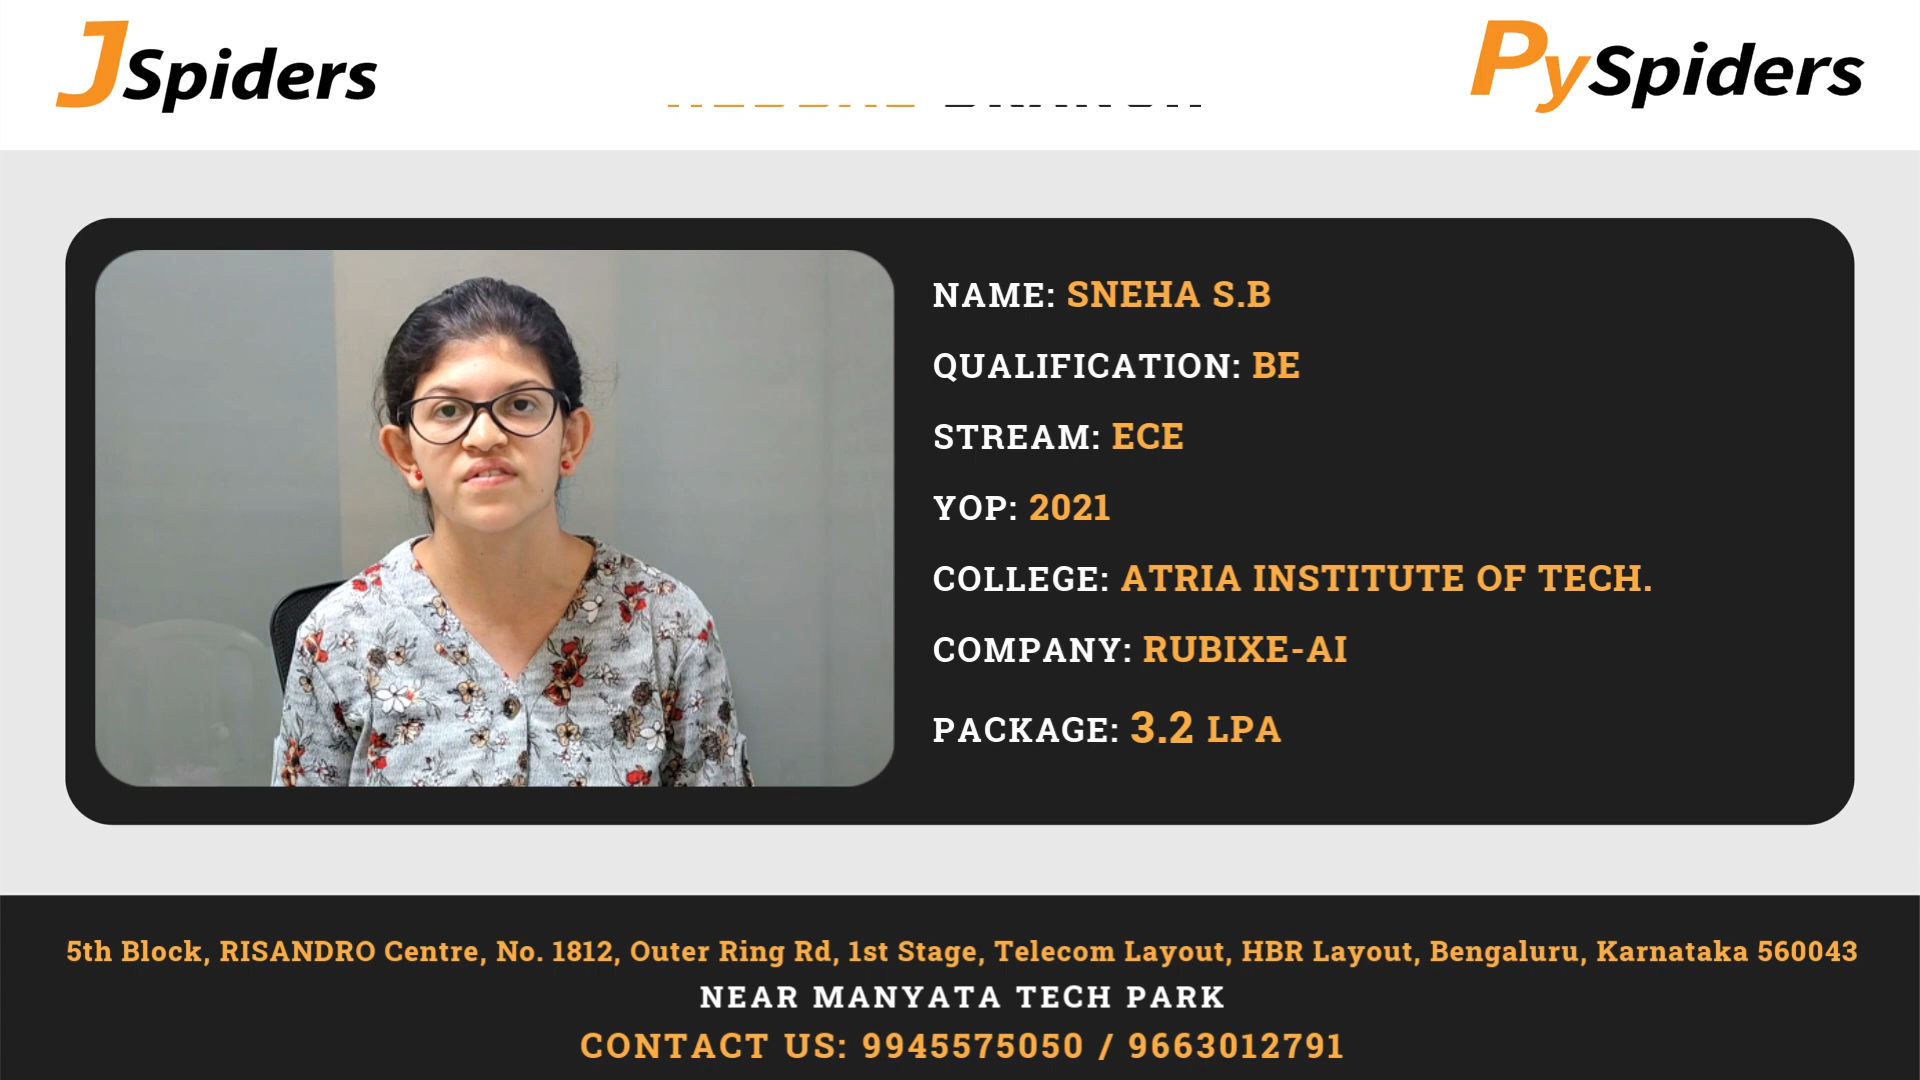 JSpiders
PySpiders
NAME: SNEHA S.B
QUALIFICATION: BE
STREAM: ECE
YOP: 2021
COLLEGE: ATRIA INSTITUTE OF TECH.
COMPANY: RUBIXE-AI
PACKAGE: 3.2 LPA
5th Block, RISANDRO Centre, No. 1812, Outer Ring Rd, 1st Stage, Telecom Layout, HBR Layout, Bengaluru, Karnataka 560043
NEAR MANYATA TECH PARK
CONTACT US: 9945575050 / 9663012791